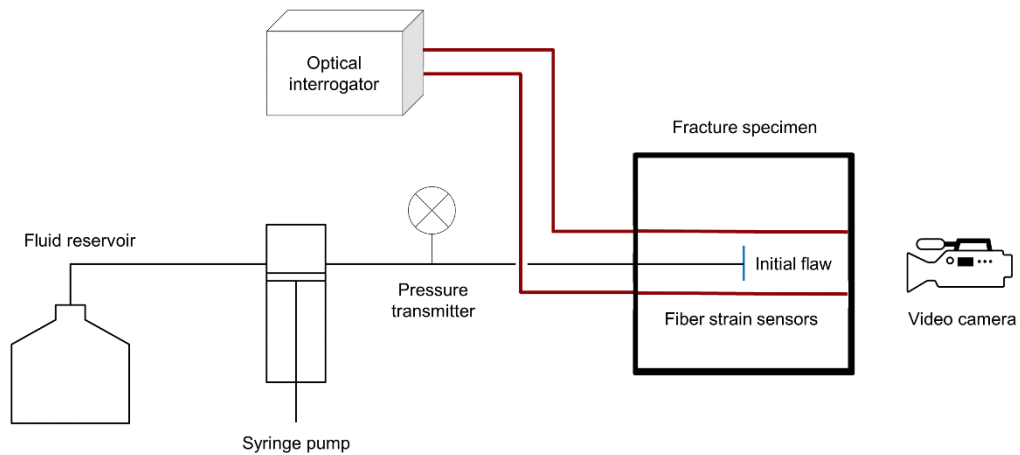 Optical
interrogator
Fracture specimen
Fluid reservoir
Initial flaw
Pressure
transmitter
Fiber strain sensors
Video camera
Syringe pump